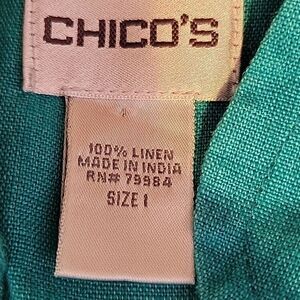 CHICO'S
100% LINEN
MADE IN INDIA
RN# 79984
SIZE 1